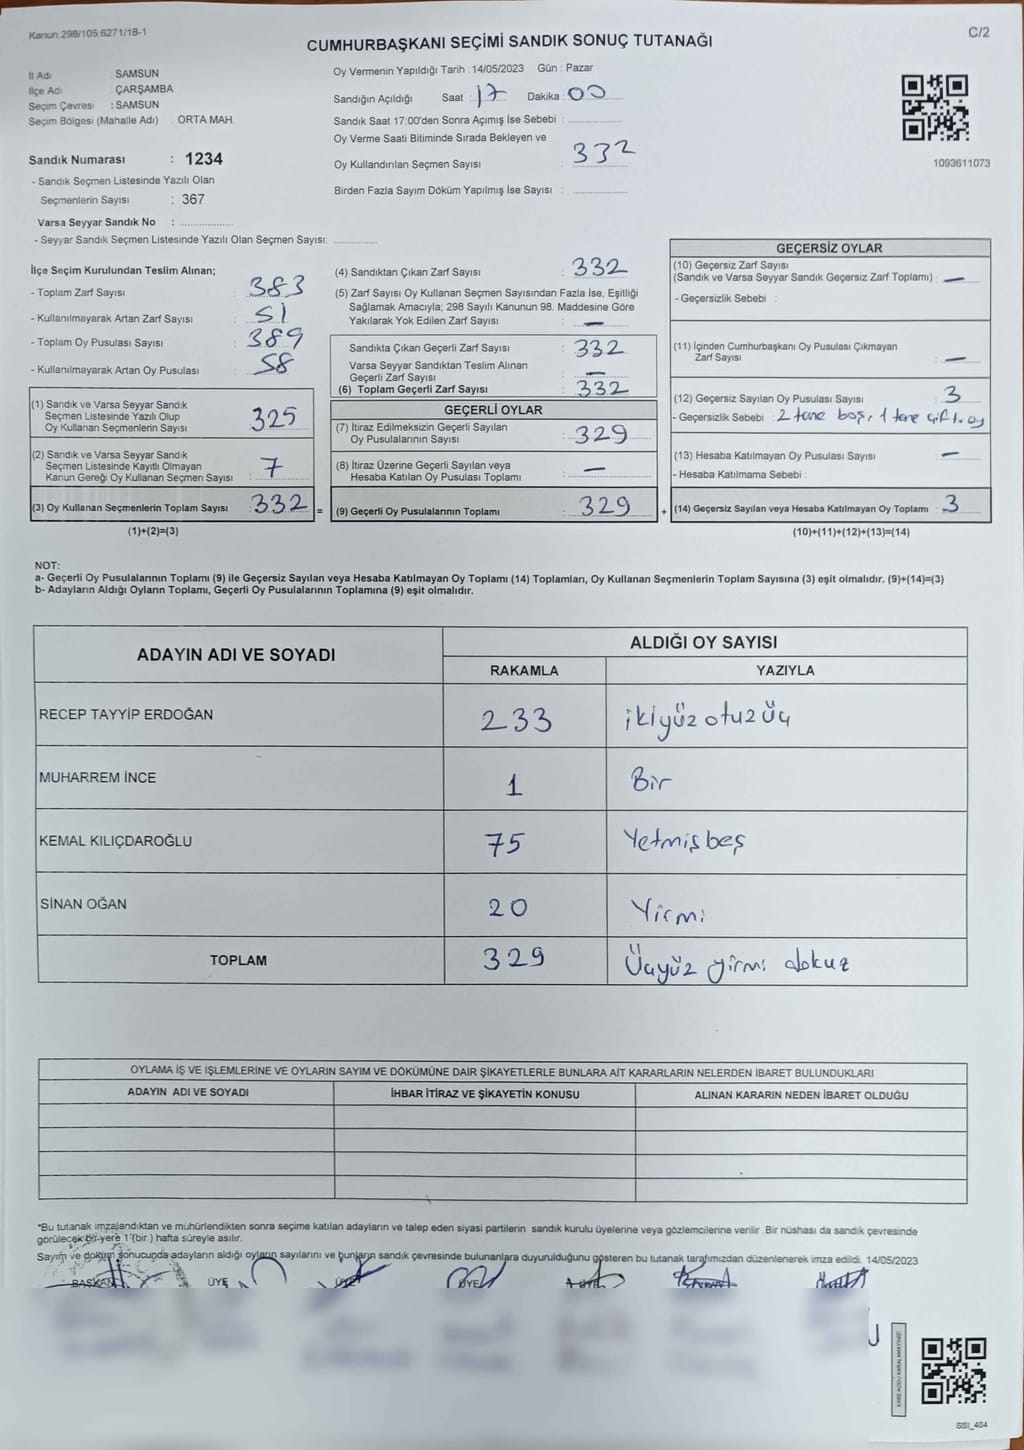 Kanun 298/105 6271/18-1
C/2
CUMHURBAŞKANI SEÇİMİ SANDIK SONUÇ TUTANAĞI
İl Adı : SAMSUN
İlçe Adı : ÇARŞAMBA
Seçim Çevresi : SAMSUN
Seçim Bölgesi (Mahalle Adı) : ORTA MAH.
Sandık Numarası : 1234
- Sandık Seçmen Listesinde Yazılı Olan
Seçmenlerin Sayısı : 367
Varsa Seyyar Sandık No :
- Seyyar Sandık Seçmen Listesinde Yazılı Olan Seçmen Sayısı:
Oy Vermenin Yapıldığı Tarih : 14/05/2023 Gün : Pazar
Sandığın Açıldığı Saat : 17 Dakika : 00
Sandık Saat 17:00'den Sonra Açımış İse Sebebi :
Oy Verme Saati Bitiminde Sırada Bekleyen ve
Oy Kullandırılan Seçmen Sayısı : 332
Birden Fazla Sayım Döküm Yapılmış İse Sayısı :
1093611073
İlçe Seçim Kurulundan Teslim Alınan;
- Toplam Zarf Sayısı : 383
- Kullanılmayarak Artan Zarf Sayısı : 51
- Toplam Oy Pusulası Sayısı : 389
- Kullanılmayarak Artan Oy Pusulası : 58
(1) Sandık ve Varsa Seyyar Sandık
Seçmen Listesinde Yazılı Olup
Oy Kullanan Seçmenlerin Sayısı : 325
(2) Sandık ve Varsa Seyyar Sandık
Seçmen Listesinde Kayıtlı Olmayan
Kanun Gereği Oy Kullanan Seçmen Sayısı : 7
(3) Oy Kullanan Seçmenlerin Toplam Sayısı : 332 =
(1)+(2)=(3)
(4) Sandıktan Çıkan Zarf Sayısı : 332
(5) Zarf Sayısı Oy Kullanan Seçmen Sayısından Fazla İse, Eşitliği
Sağlamak Amacıyla; 298 Sayılı Kanunun 98. Maddesine Göre
Yakılarak Yok Edilen Zarf Sayısı : —
Sandıkta Çıkan Geçerli Zarf Sayısı : 332
Varsa Seyyar Sandıktan Teslim Alınan
Geçerli Zarf Sayısı : —
(6) Toplam Geçerli Zarf Sayısı : 332
GEÇERLİ OYLAR
(7) İtiraz Edilmeksizin Geçerli Sayılan
Oy Pusulalarının Sayısı : 329
(8) İtiraz Üzerine Geçerli Sayılan veya
Hesaba Katılan Oy Pusulası Toplamı : —
(9) Geçerli Oy Pusulalarının Toplamı : 329 +
GEÇERSİZ OYLAR
(10) Geçersiz Zarf Sayısı
(Sandık ve Varsa Seyyar Sandık Geçersiz Zarf Toplamı) : —
- Geçersizlik Sebebi :
(11) İçinden Cumhurbaşkanı Oy Pusulası Çıkmayan
Zarf Sayısı : —
(12) Geçersiz Sayılan Oy Pusulası Sayısı : 3
- Geçersizlik Sebebi : 2 tane boş, 1 tane çift oy
(13) Hesaba Katılmayan Oy Pusulası Sayısı : —
- Hesaba Katılmama Sebebi :
(14) Geçersiz Sayılan veya Hesaba Katılmayan Oy Toplamı : 3
(10)+(11)+(12)+(13)=(14)
NOT:
a- Geçerli Oy Pusulalarının Toplamı (9) ile Geçersiz Sayılan veya Hesaba Katılmayan Oy Toplamı (14) Toplamları, Oy Kullanan Seçmenlerin Toplam Sayısına (3) eşit olmalıdır. (9)+(14)=(3)
b- Adayların Aldığı Oyların Toplamı, Geçerli Oy Pusulalarının Toplamına (9) eşit olmalıdır.
ADAYIN ADI VE SOYADI
ALDIĞI OY SAYISI
RAKAMLA YAZIYLA
RECEP TAYYİP ERDOĞAN 233 ikiyüz otuz üç
MUHARREM İNCE 1 Bir
KEMAL KILIÇDAROĞLU 75 Yetmiş beş
SİNAN OĞAN 20 Yirmi
TOPLAM 329 Üçyüz yirmi dokuz
OYLAMA İŞ VE İŞLEMLERİNE VE OYLARIN SAYIM VE DÖKÜMÜNE DAİR ŞİKAYETLERLE BUNLARA AİT KARARLARIN NELERDEN İBARET BULUNDUKLARI
ADAYIN ADI VE SOYADI İHBAR İTİRAZ VE ŞİKAYETİN KONUSU ALINAN KARARIN NEDEN İBARET OLDUĞU
*Bu tutanak imzalandıktan ve mühürlendikten sonra seçime katılan adayların ve talep eden siyasi partilerin sandık kurulu üyelerine veya gözlemcilerine verilir. Bir nüshası da sandık çevresinde
görülecek bir yere 1 (bir) hafta süreyle asılır.
Sayım ve döküm sonucunda adayların aldığı oyların sayılarını ve bunların sandık çevresinde bulunanlara duyurulduğunu gösteren bu tutanak tarafımızdan düzenlenerek imza edildi. 14/05/2023
BAŞKAN ÜYE ÜYE ÜYE ÜYE
KARE KODU KARALAMAYINIZ!
SSI_404